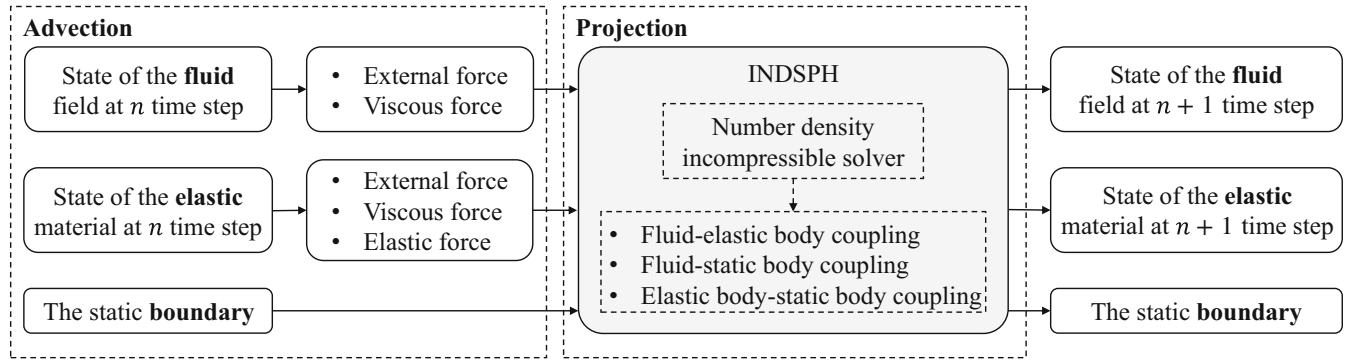 Advection
State of the fluid
field at n time step
• External force
• Viscous force
State of the elastic
material at n time step
• External force
• Viscous force
• Elastic force
The static boundary
Projection
INDSPH
Number density
incompressible solver
• Fluid-elastic body coupling
• Fluid-static body coupling
• Elastic body-static body coupling
State of the fluid
field at n + 1 time step
State of the elastic
material at n + 1 time step
The static boundary